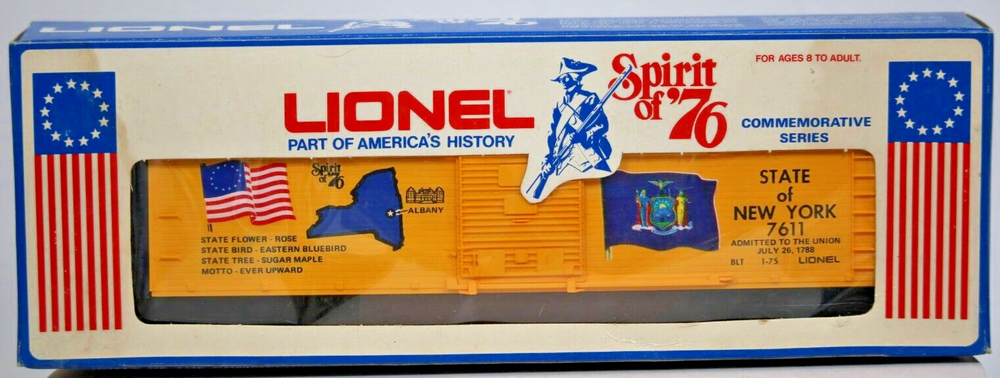 LIONEL®
PART OF AMERICA'S HISTORY
Spirit
of '76
FOR AGES 8 TO ADULT.
COMMEMORATIVE
SERIES
Spirit
of '76
ALBANY
STATE FLOWER - ROSE
STATE BIRD - EASTERN BLUEBIRD
STATE TREE - SUGAR MAPLE
MOTTO - EVER UPWARD
STATE
of
NEW YORK
7611
ADMITTED TO THE UNION
JULY 26, 1788
BLT 1-75 LIONEL